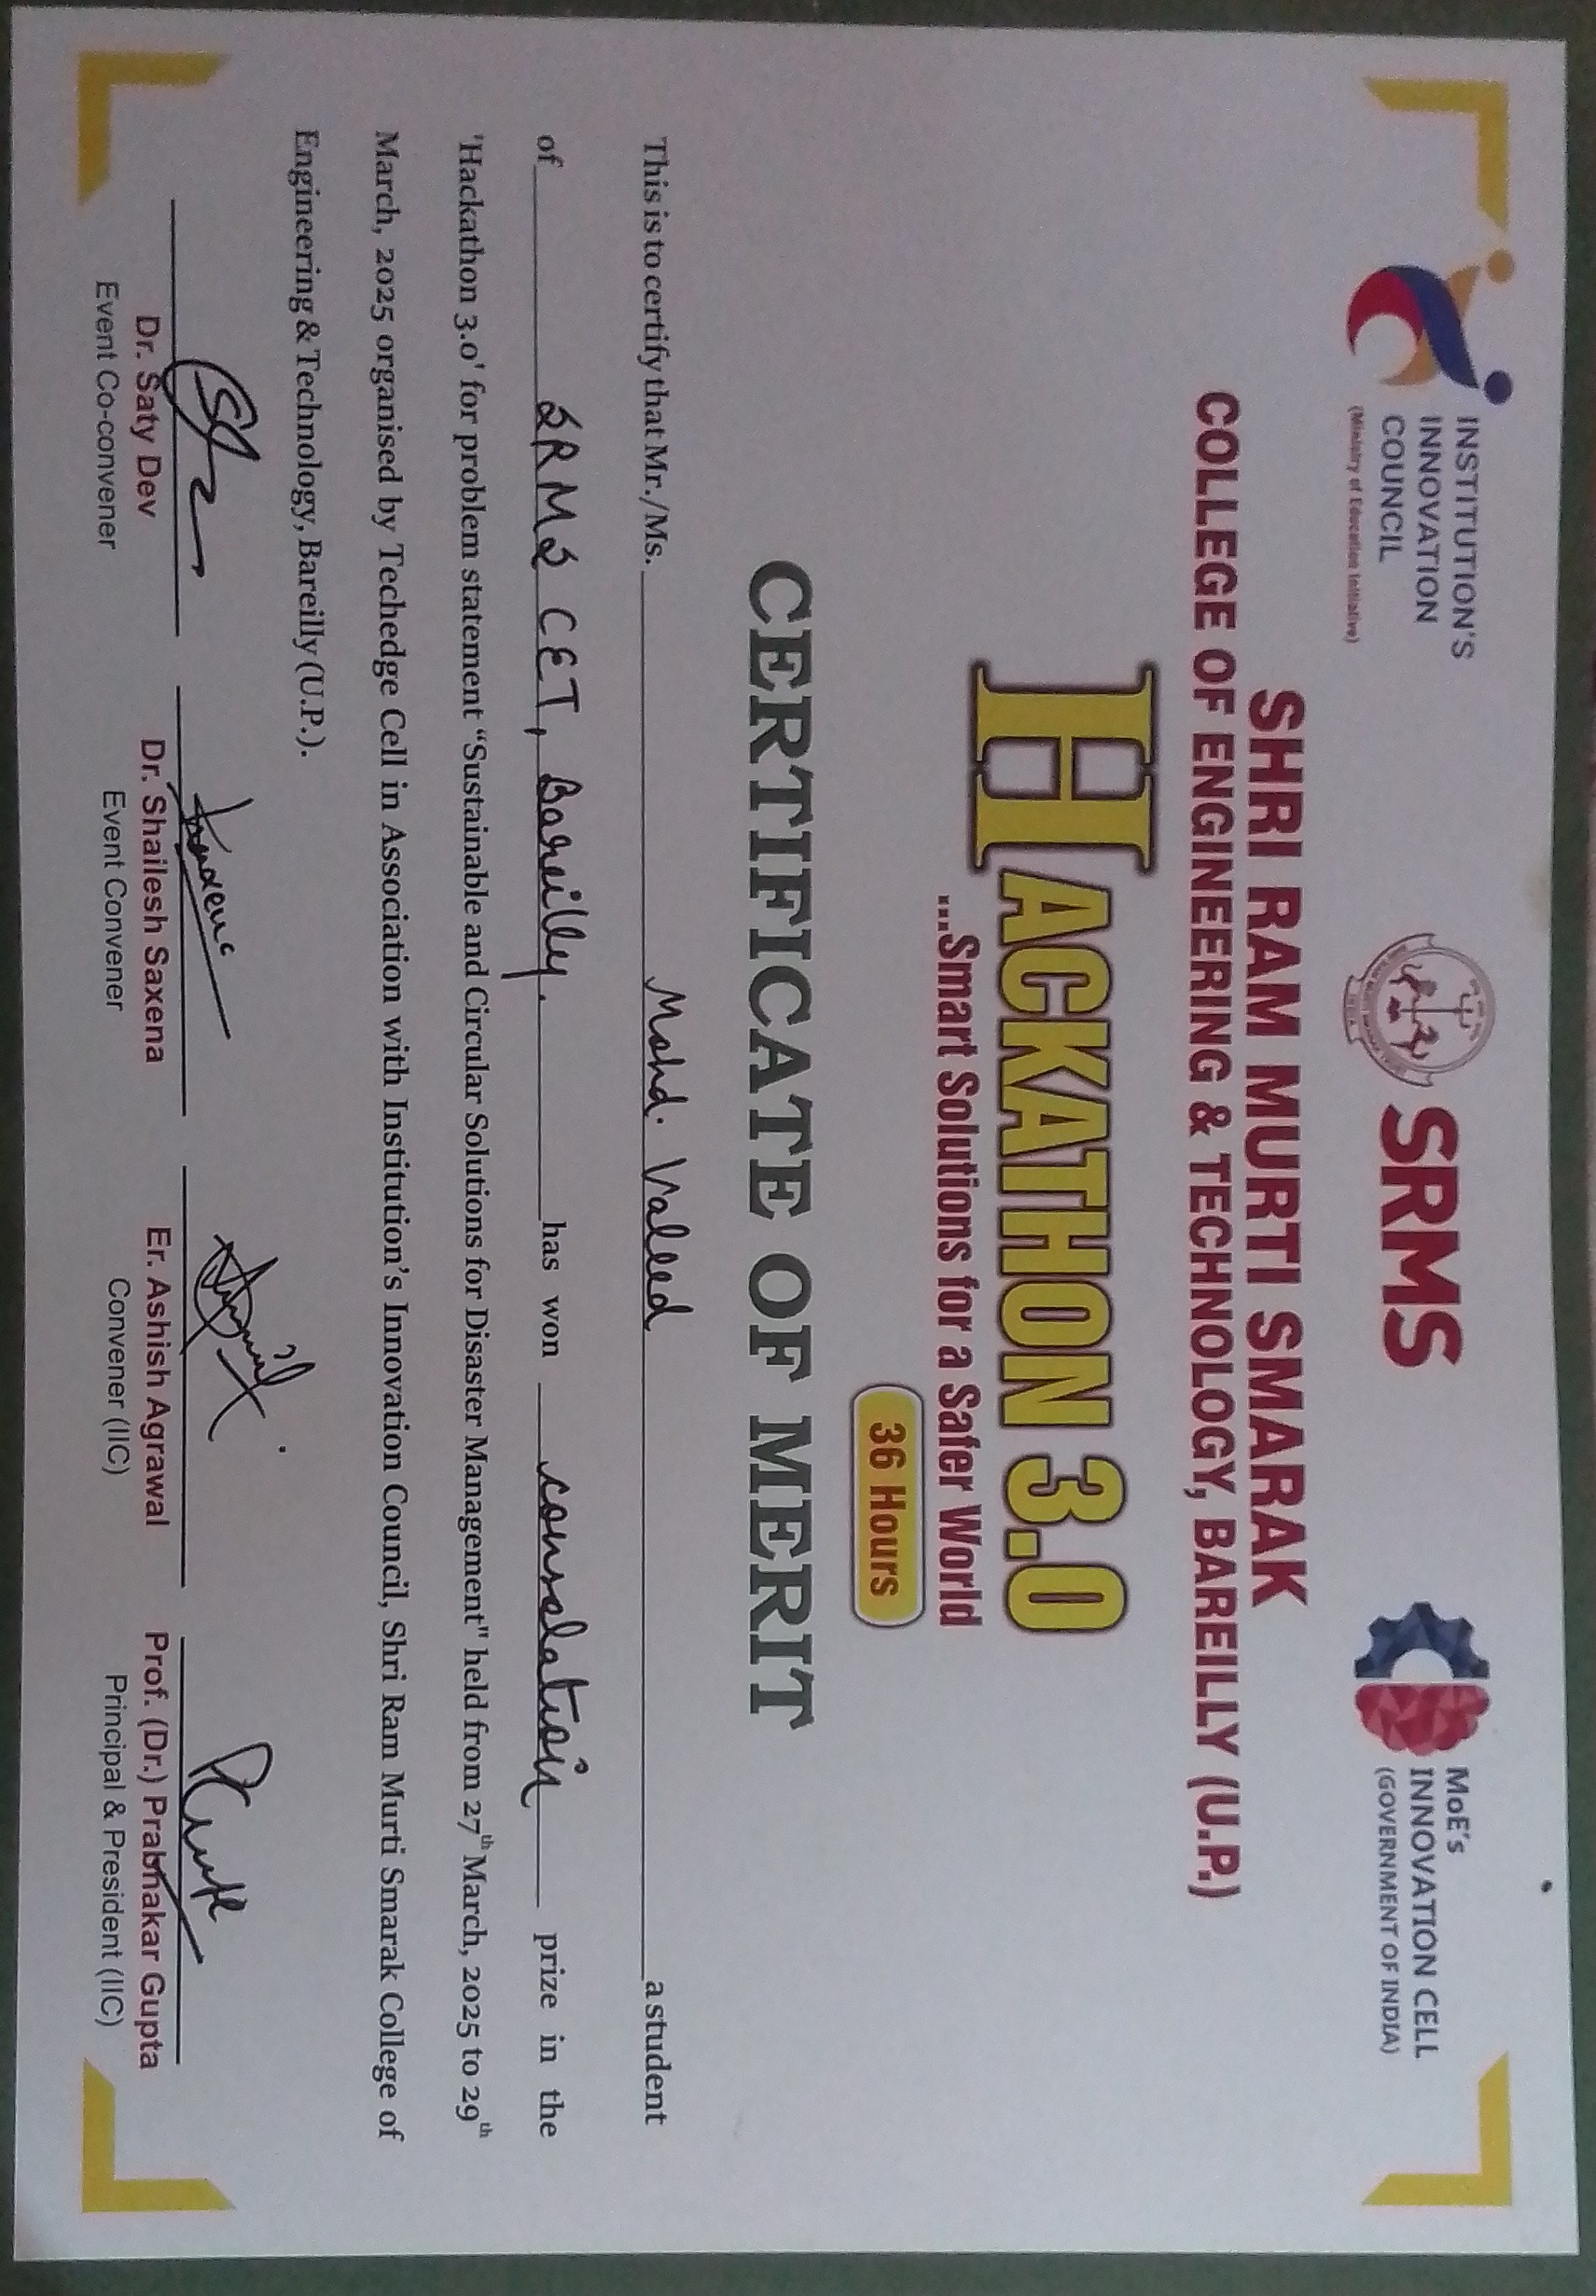 INSTITUTION'S
INNOVATION
COUNCIL
(Ministry of Education Initiative)
SRMS
INDIA
MoE's
INNOVATION CELL
(GOVERNMENT OF INDIA)
SHRI RAM MURTI SMARAK
COLLEGE OF ENGINEERING & TECHNOLOGY, BAREILLY (U.P.)
HACKATHON 3.0
...Smart Solutions for a Safer World
36 Hours
CERTIFICATE OF MERIT
This is to certify that Mr./Ms. Mohd. Valeed a student
of SRMS CET, Bareilly. has won consolation prize in the
'Hackathon 3.0' for problem statement “Sustainable and Circular Solutions for Disaster Management" held from 27th March, 2025 to 29th
March, 2025 organised by Techedge Cell in Association with Institution’s Innovation Council, Shri Ram Murti Smarak College of
Engineering & Technology, Bareilly (U.P.).
Dr. Saty Dev
Event Co-convener
Dr. Shailesh Saxena
Event Convener
Er. Ashish Agrawal
Convener (IIC)
Prof. (Dr.) Prabhakar Gupta
Principal & President (IIC)